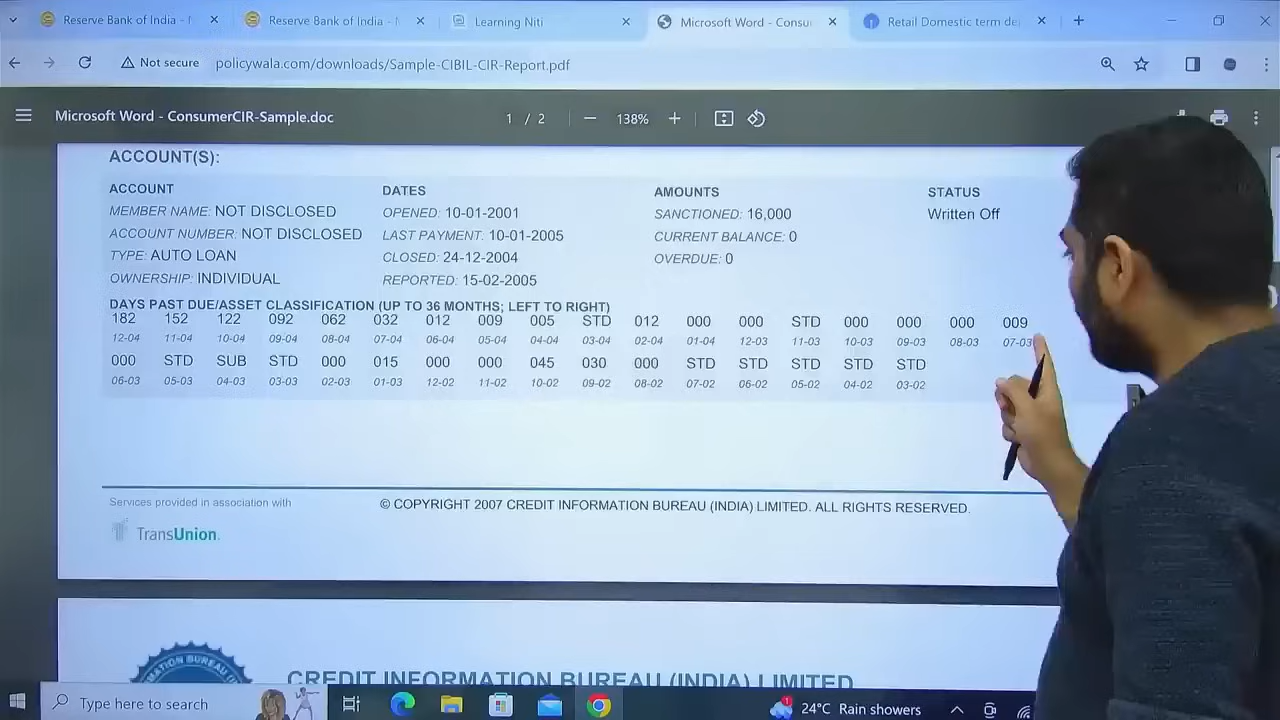 Reserve Bank of India -
Reserve Bank of India -
Learning Niti
Microsoft Word - Consu
Retail Domestic term de
Not secure
policywala.com/downloads/Sample-CIBIL-CIR-Report.pdf
Microsoft Word - ConsumerCIR-Sample.doc
1 / 2
138%
ACCOUNT(S):
ACCOUNT DATES AMOUNTS STATUS
MEMBER NAME: NOT DISCLOSED OPENED: 10-01-2001 SANCTIONED: 16,000 Written Off
ACCOUNT NUMBER: NOT DISCLOSED LAST PAYMENT: 10-01-2005 CURRENT BALANCE: 0
TYPE: AUTO LOAN CLOSED: 24-12-2004 OVERDUE: 0
OWNERSHIP: INDIVIDUAL REPORTED: 15-02-2005
DAYS PAST DUE/ASSET CLASSIFICATION (UP TO 36 MONTHS; LEFT TO RIGHT)
182 152 122 092 062 032 012 009 005 STD 012 000 000 STD 000 000 000 009
12-04 11-04 10-04 09-04 08-04 07-04 06-04 05-04 04-04 03-04 02-04 01-04 12-03 11-03 10-03 09-03 08-03 07-03
000 STD SUB STD 000 015 000 000 045 030 000 STD STD STD STD STD
06-03 05-03 04-03 03-03 02-03 01-03 12-02 11-02 10-02 09-02 08-02 07-02 06-02 05-02 04-02 03-02
Services provided in association with
TransUnion.
© COPYRIGHT 2007 CREDIT INFORMATION BUREAU (INDIA) LIMITED. ALL RIGHTS RESERVED.
CREDIT INFORMATION BUREAU (INDIA) LIMITED
Type here to search
1
24°C Rain showers